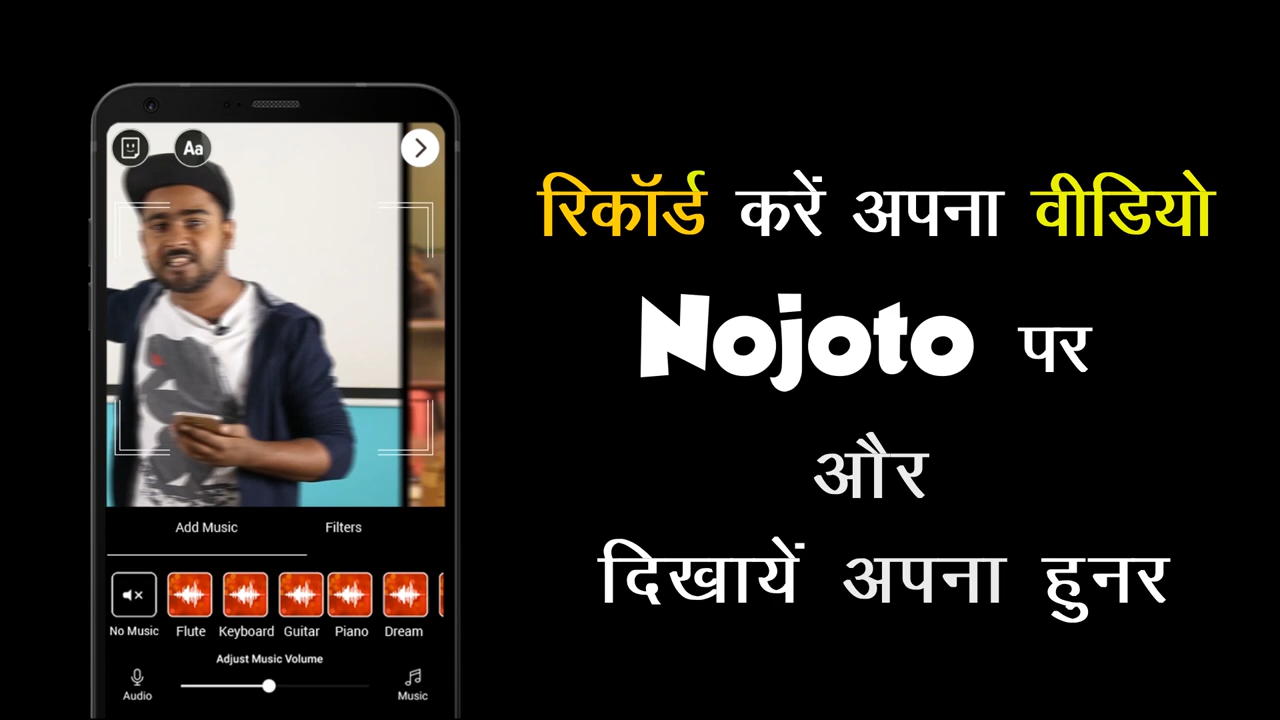 Aa
रिकॉर्ड करें अपना वीडियो
Nojoto पर
और
दिखायें अपना हुनर
Add Music Filters
No Music Flute Keyboard Guitar Piano Dream
Adjust Music Volume
Audio Music